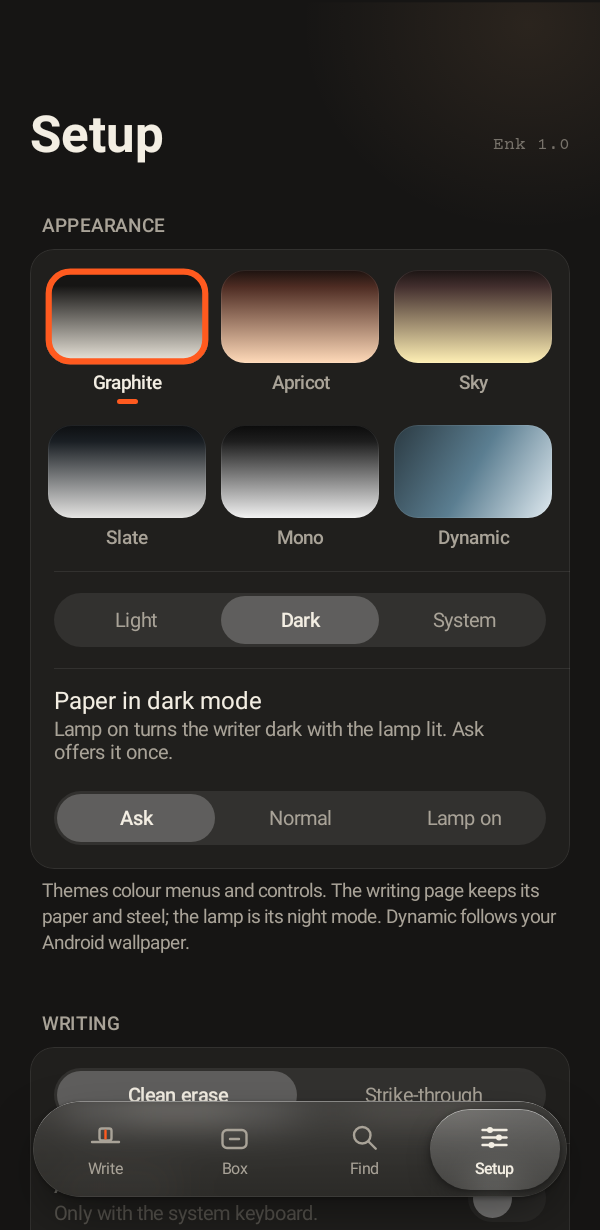 Setup
Enk 1.0
APPEARANCE
Graphite
Apricot
Sky
Slate
Mono
Dynamic
Light
Dark
System
Paper in dark mode
Lamp on turns the writer dark with the lamp lit. Ask
offers it once.
Ask
Normal
Lamp on
Themes colour menus and controls. The writing page keeps its
paper and steel; the lamp is its night mode. Dynamic follows your
Android wallpaper.
WRITING
Clean erase
Strike-through
Write
Box
Find
Setup
Only with the system keyboard.